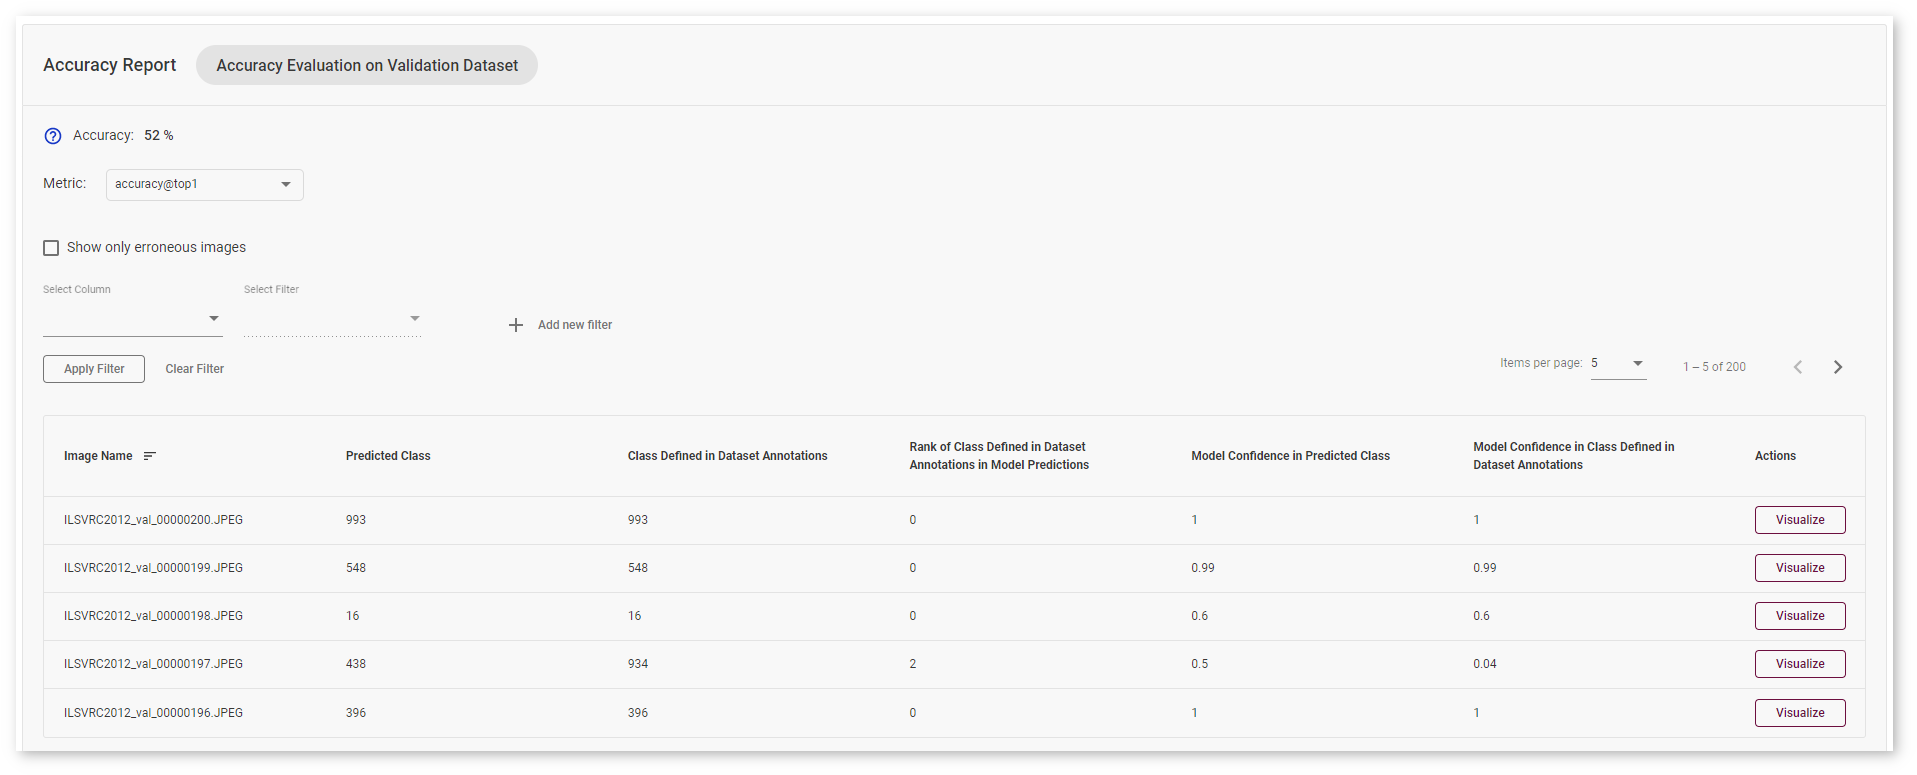 Accuracy Report
Accuracy Evaluation on Validation Dataset
Accuracy: 52 %
Metric: accuracy@top1
Show only erroneous images
Select Column
Select Filter
Add new filter
Apply Filter
Clear Filter
Items per page: 5
1 – 5 of 200
Image Name
Predicted Class
Class Defined in Dataset Annotations
Rank of Class Defined in Dataset
Annotations in Model Predictions
Model Confidence in Predicted Class
Model Confidence in Class Defined in
Dataset Annotations
Actions
ILSVRC2012_val_00000200.JPEG 993 993 0 1 1 Visualize
ILSVRC2012_val_00000199.JPEG 548 548 0 0.99 0.99 Visualize
ILSVRC2012_val_00000198.JPEG 16 16 0 0.6 0.6 Visualize
ILSVRC2012_val_00000197.JPEG 438 934 2 0.5 0.04 Visualize
ILSVRC2012_val_00000196.JPEG 396 396 0 1 1 Visualize